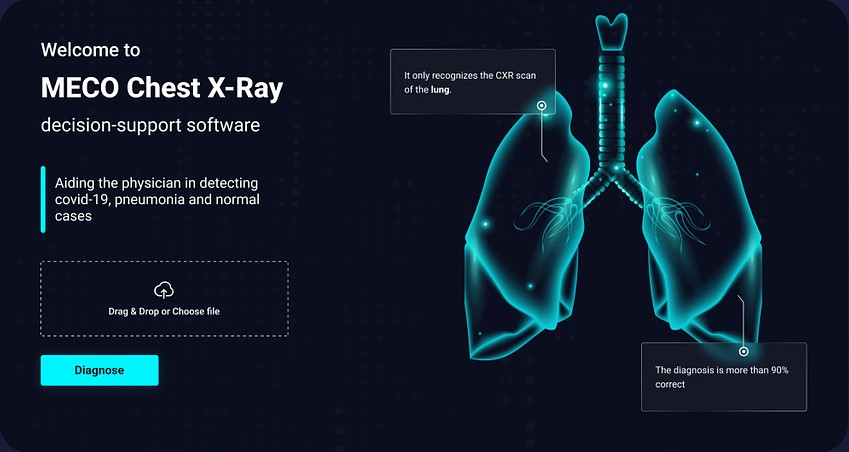 Welcome to
MECO Chest X-Ray
decision-support software
Aiding the physician in detecting
covid-19, pneumonia and normal
cases
Drag & Drop or Choose file
Diagnose
It only recognizes the CXR scan
of the lung.
The diagnosis is more than 90%
correct